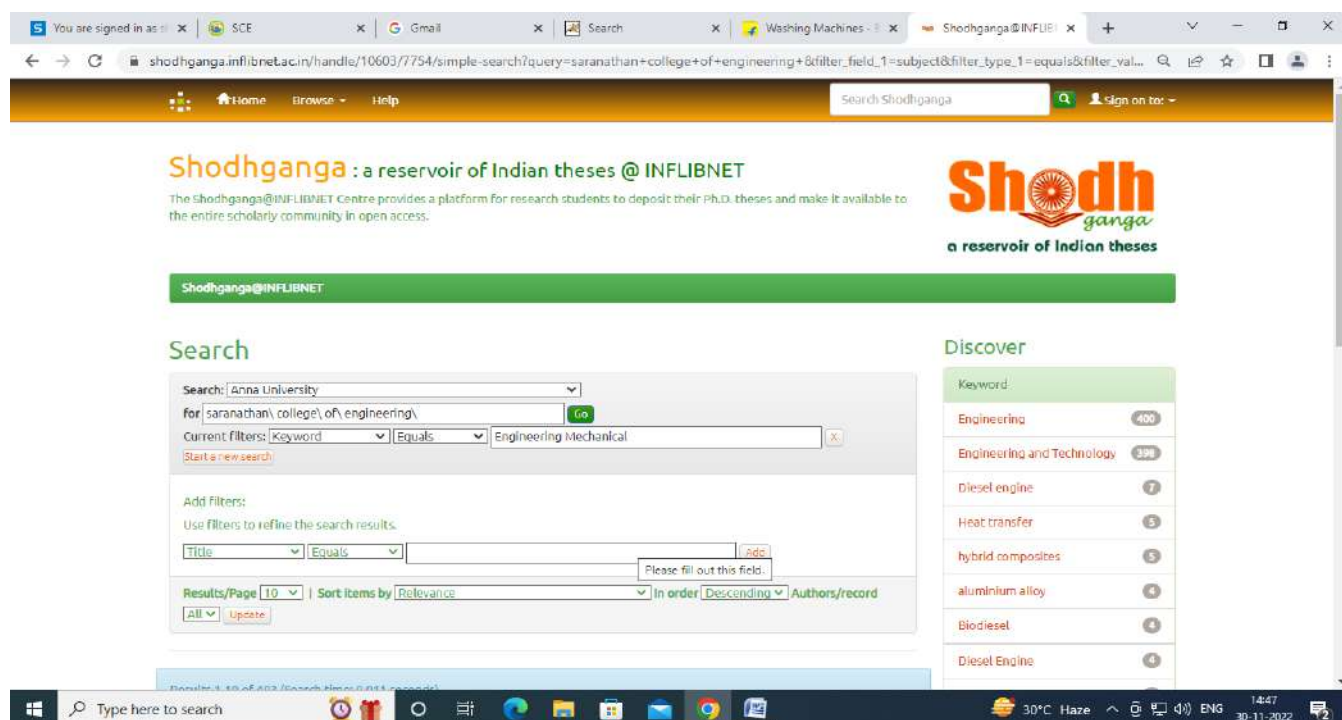 You are signed in as
SCE
Gmail
Search
Washing Machines -
Shodhganga@INFLIB
shodhganga.inflibnet.ac.in/handle/10603/7754/simple-search?query=saranathan+college+of+engineering+&filter_field_1=subject&filter_type_1=equals&filter_val...
Home Browse Help
Search Shodhganga
Sign on to:
Shodhganga : a reservoir of Indian theses @ INFLIBNET
The Shodhganga@INFLIBNET Centre provides a platform for research students to deposit their Ph.D. theses and make it available to
the entire scholarly community in open access.
Shodh
ganga
a reservoir of Indian theses
Shodhganga@INFLIBNET
Search
Search: Anna University
for saranathan\ college\ of\ engineering\ Go
Current filters: Keyword Equals Engineering Mechanical X
Start a new search
Add filters:
Use filters to refine the search results.
Title Equals Add
Please fill out this field.
Results/Page 10 | Sort items by Relevance In order Descending Authors/record
All Update
Discover
Keyword
Engineering 400
Engineering and Technology 398
Diesel engine 7
Heat transfer 5
hybrid composites 5
aluminium alloy 4
Biodiesel 4
Diesel Engine 4
Type here to search
30°C Haze
ENG
14:47
30-11-2022